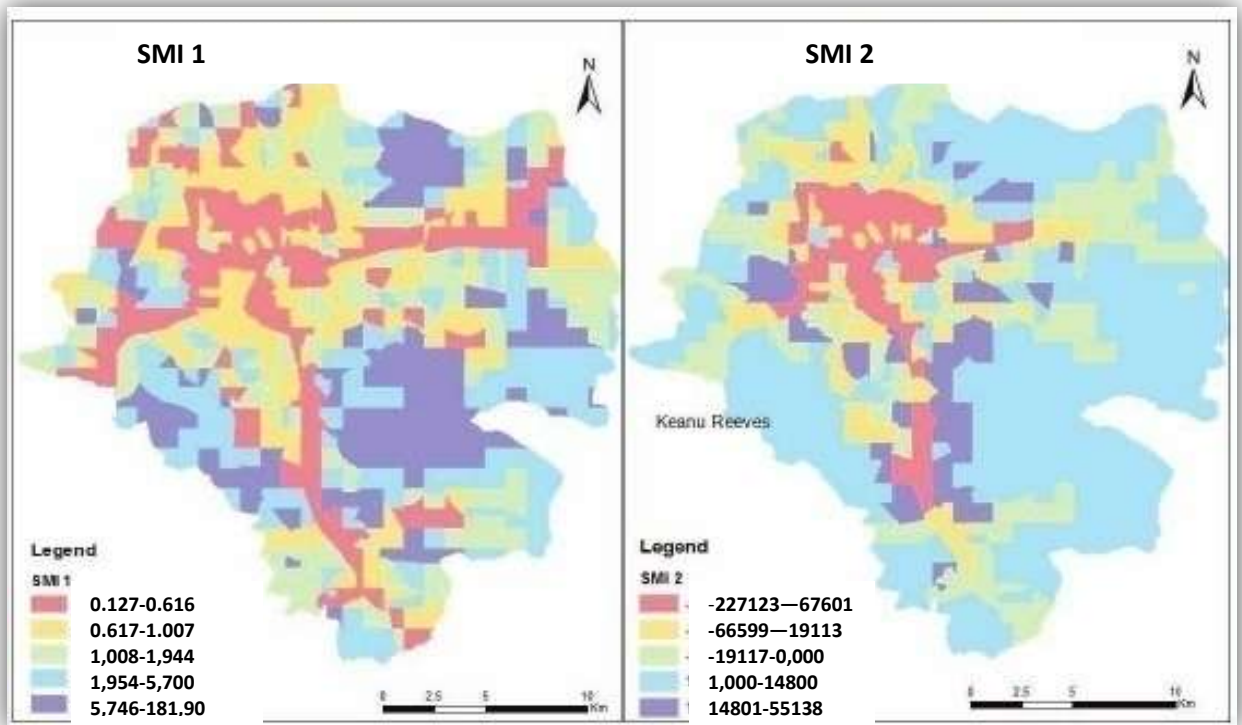 SMI 1
N
Legend
SMI 1
0.127-0.616
0.617-1.007
1,008-1,944
1,954-5,700
5,746-181,90
0 2.5 5 10
Km
SMI 2
N
Keanu Reeves
Legend
SMI 2
-227123—67601
-66599—19113
-19117-0,000
1,000-14800
14801-55138
0 2.5 5 10
Km